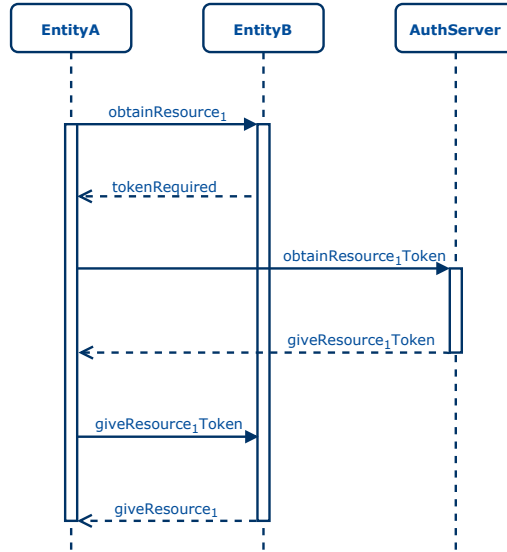 EntityA EntityB AuthServer
obtainResource₁
tokenRequired
obtainResource₁Token
giveResource₁Token
giveResource₁Token
giveResource₁